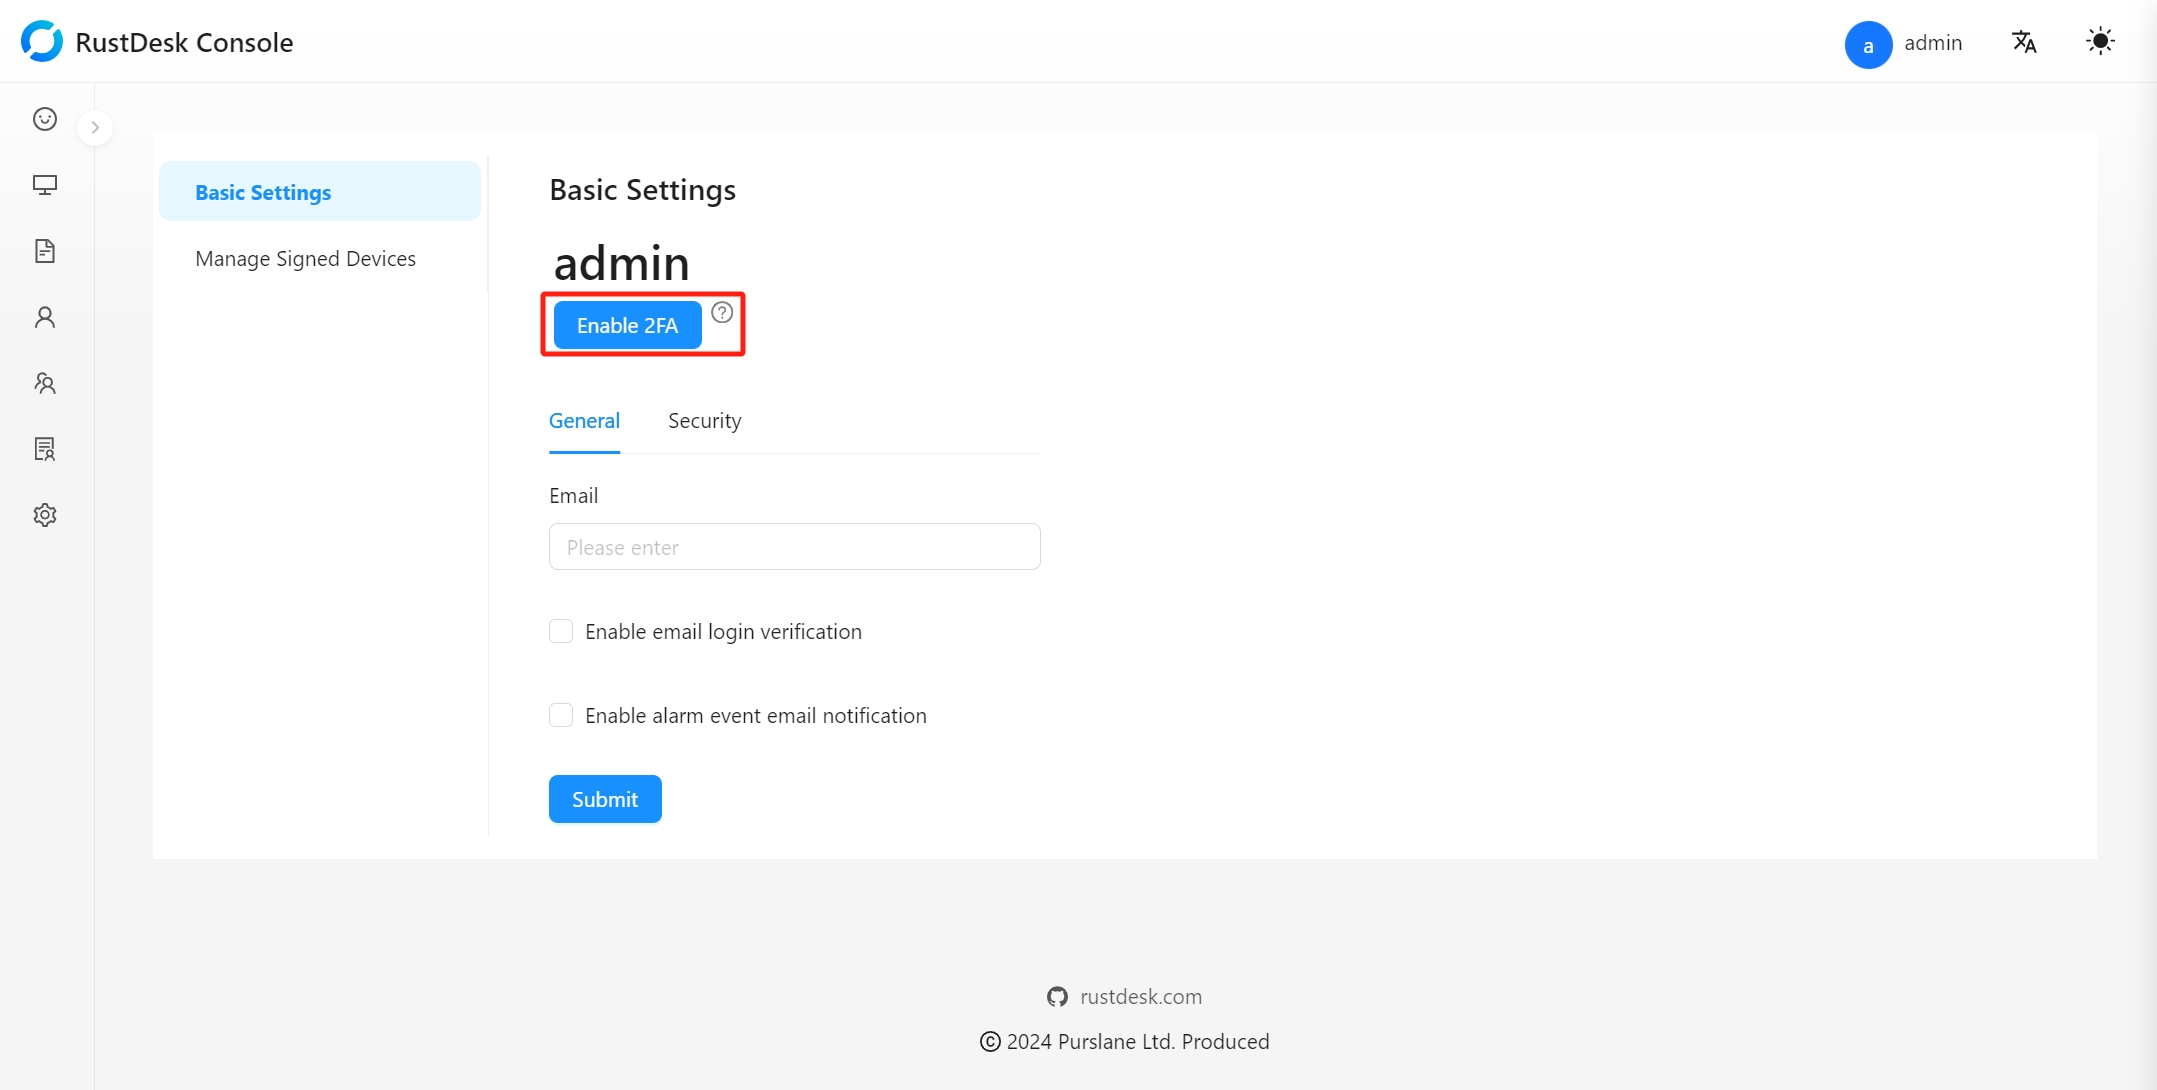 RustDesk Console
a
admin
Basic Settings
Manage Signed Devices
Basic Settings
admin
Enable 2FA
General
Security
Email
Please enter
Enable email login verification
Enable alarm event email notification
Submit
rustdesk.com
© 2024 Purslane Ltd. Produced